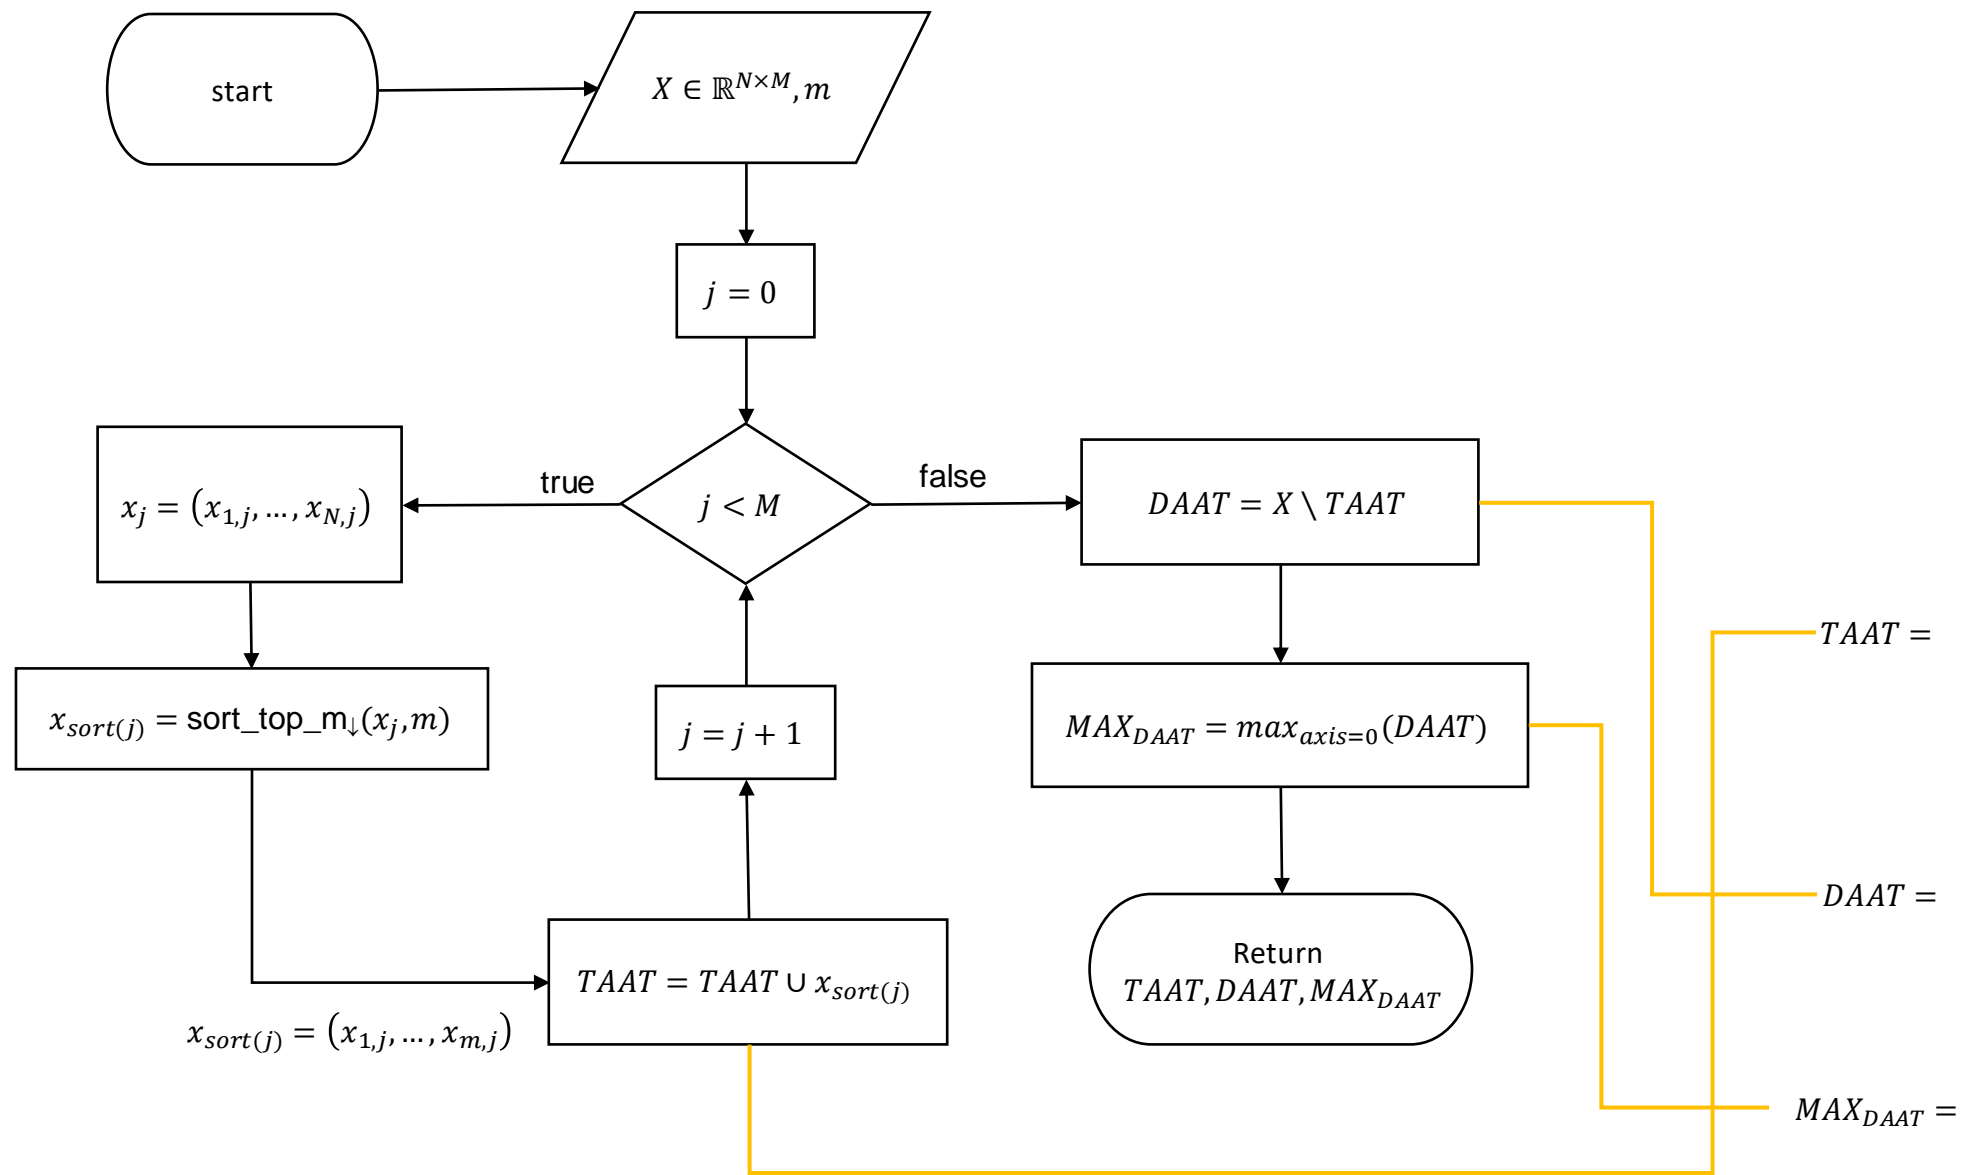 start
X ∈ ℝ^{N×M}, m
j = 0
j < M
true
false
x_j = (x_{1,j}, … , x_{N,j})
x_{sort(j)} = sort_top_m_↓(x_j, m)
x_{sort(j)} = (x_{1,j}, … , x_{m,j})
TAAT = TAAT ∪ x_{sort(j)}
j = j + 1
DAAT = X \ TAAT
MAX_{DAAT} = max_{axis=0}(DAAT)
Return
TAAT, DAAT, MAX_{DAAT}
TAAT =
DAAT =
MAX_{DAAT} =